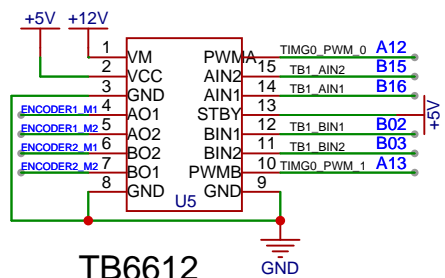 +5V +12V
1 VM PWMA 15 TIMG0_PWM_0 A12
2 VCC AIN2 14 TB1_AIN2 B15
3 GND AIN1 13 TB1_AIN1 B16
ENCODER1_M1 4 AO1 STBY +5V
ENCODER1_M2 5 AO2 BIN1 12 TB1_BIN1 B02
ENCODER2_M1 6 BO2 BIN2 11 TB1_BIN2 B03
ENCODER2_M2 7 BO1 PWMB 10 TIMG0_PWM_1 A13
8 GND GND 9
U5
TB6612
GND